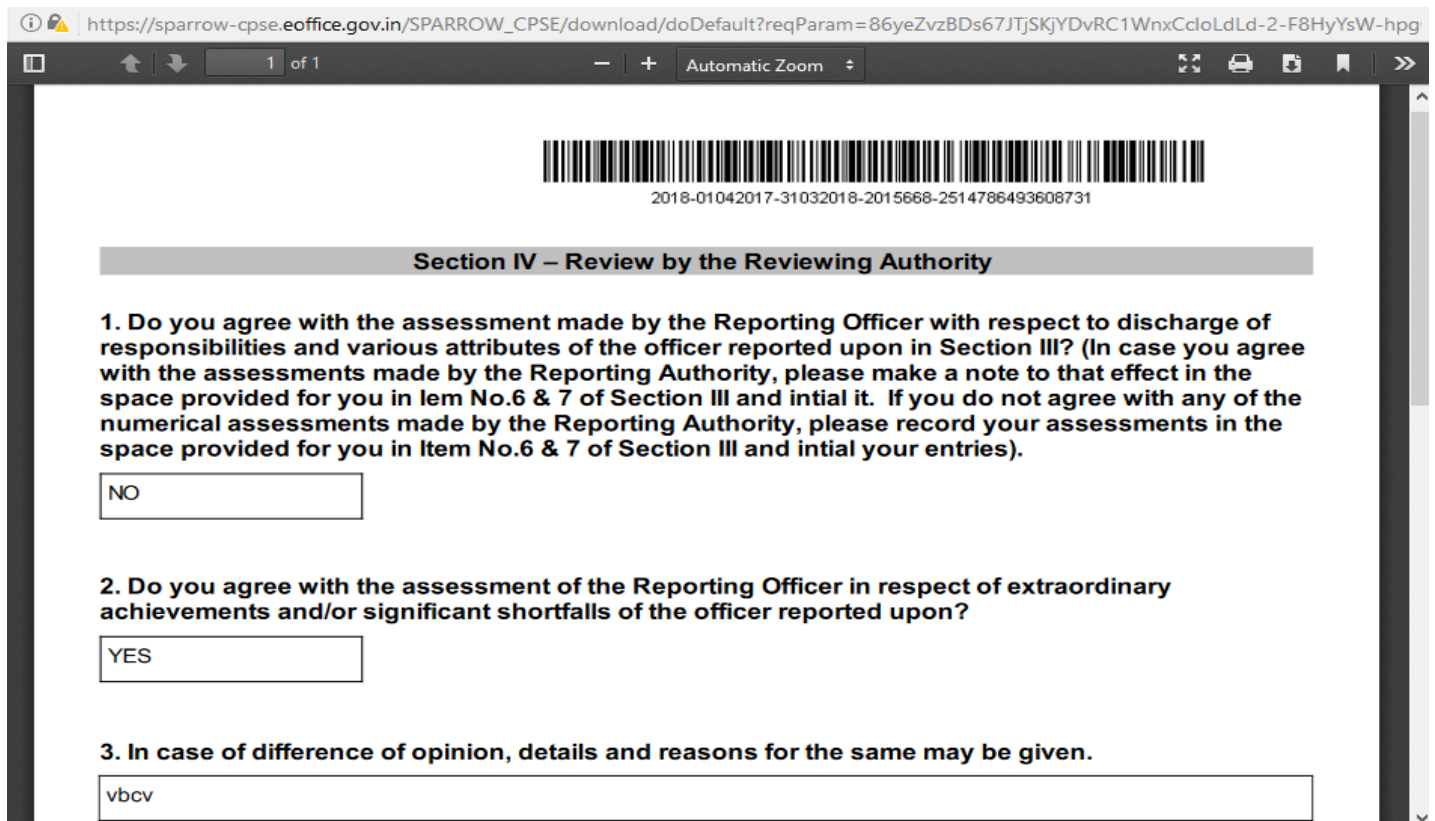 https://sparrow-cpse.eoffice.gov.in/SPARROW_CPSE/download/doDefault?reqParam=86yeZvzBDs67JTjSKjYDvRC1WnxCcIoLdLd-2-F8HyYsW-hpg
1 of 1
Automatic Zoom
2018-01042017-31032018-2015668-2514786493608731
Section IV – Review by the Reviewing Authority
1. Do you agree with the assessment made by the Reporting Officer with respect to discharge of
responsibilities and various attributes of the officer reported upon in Section III? (In case you agree
with the assessments made by the Reporting Authority, please make a note to that effect in the
space provided for you in Iem No.6 & 7 of Section III and intial it.  If you do not agree with any of the
numerical assessments made by the Reporting Authority, please record your assessments in the
space provided for you in Item No.6 & 7 of Section III and intial your entries).
NO
2. Do you agree with the assessment of the Reporting Officer in respect of extraordinary
achievements and/or significant shortfalls of the officer reported upon?
YES
3. In case of difference of opinion, details and reasons for the same may be given.
vbcv